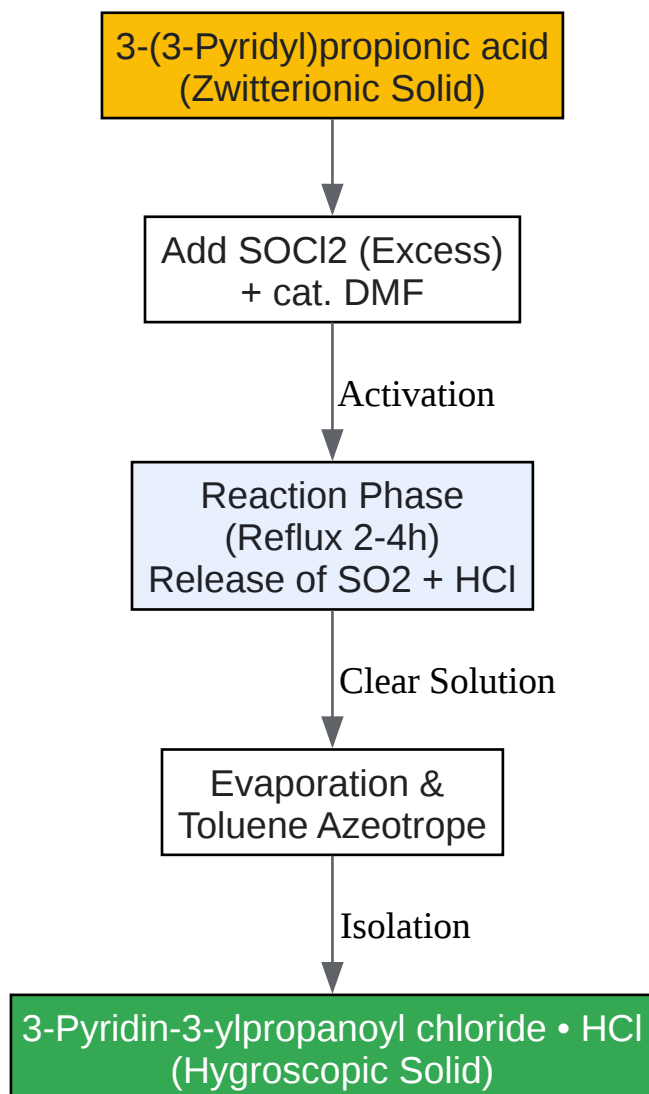 3-(3-Pyridyl)propionic acid
(Zwitterionic Solid)
Add SOCl2 (Excess)
+ cat. DMF
Activation
Reaction Phase
(Reflux 2-4h)
Release of SO2 + HCl
Clear Solution
Evaporation &
Toluene Azeotrope
Isolation
3-Pyridin-3-ylpropanoyl chloride • HCl
(Hygroscopic Solid)